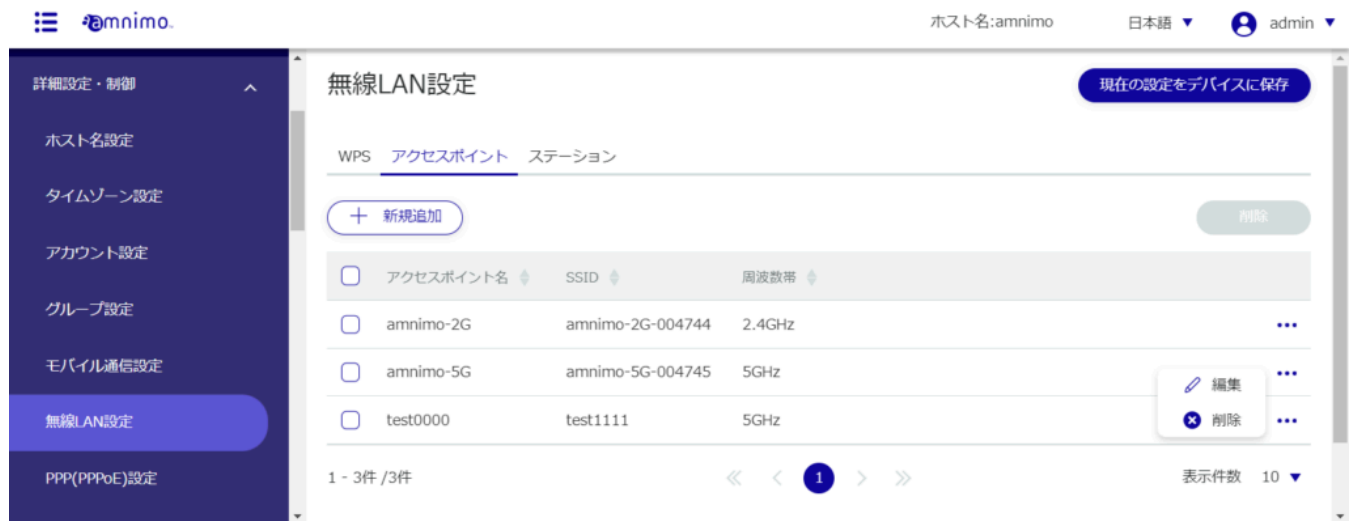 amnimo
ホスト名:amnimo 日本語 ▼ admin ▼
詳細設定・制御
ホスト名設定
タイムゾーン設定
アカウント設定
グループ設定
モバイル通信設定
無線LAN設定
PPP(PPPoE)設定
無線LAN設定
現在の設定をデバイスに保存
WPS アクセスポイント ステーション
+ 新規追加
削除
アクセスポイント名 SSID 周波数帯
amnimo-2G amnimo-2G-004744 2.4GHz
amnimo-5G amnimo-5G-004745 5GHz
編集
test0000 test1111 5GHz
削除
1 - 3件 /3件
1
表示件数 10 ▼